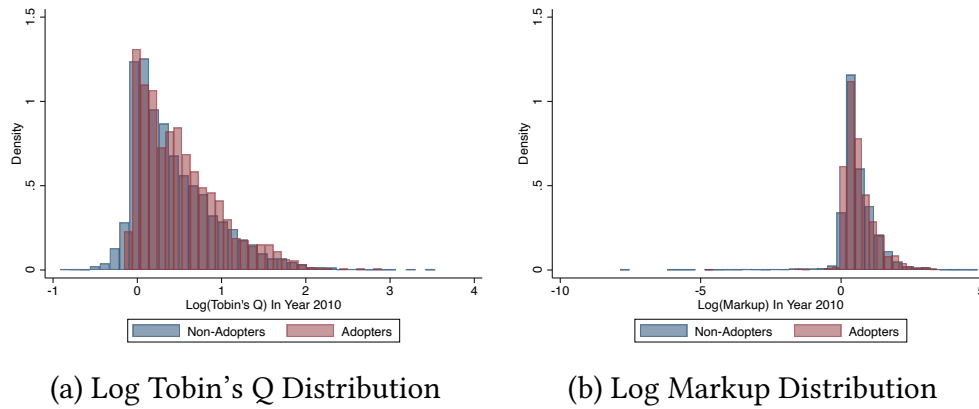 1.5
1
.5
0
Density
-1 0 1 2 3 4
Log(Tobin's Q) In Year 2010
Non-Adopters Adopters
(a) Log Tobin's Q Distribution
1.5
1
.5
0
Density
-10 -5 0 5
Log(Markup) In Year 2010
Non-Adopters Adopters
(b) Log Markup Distribution